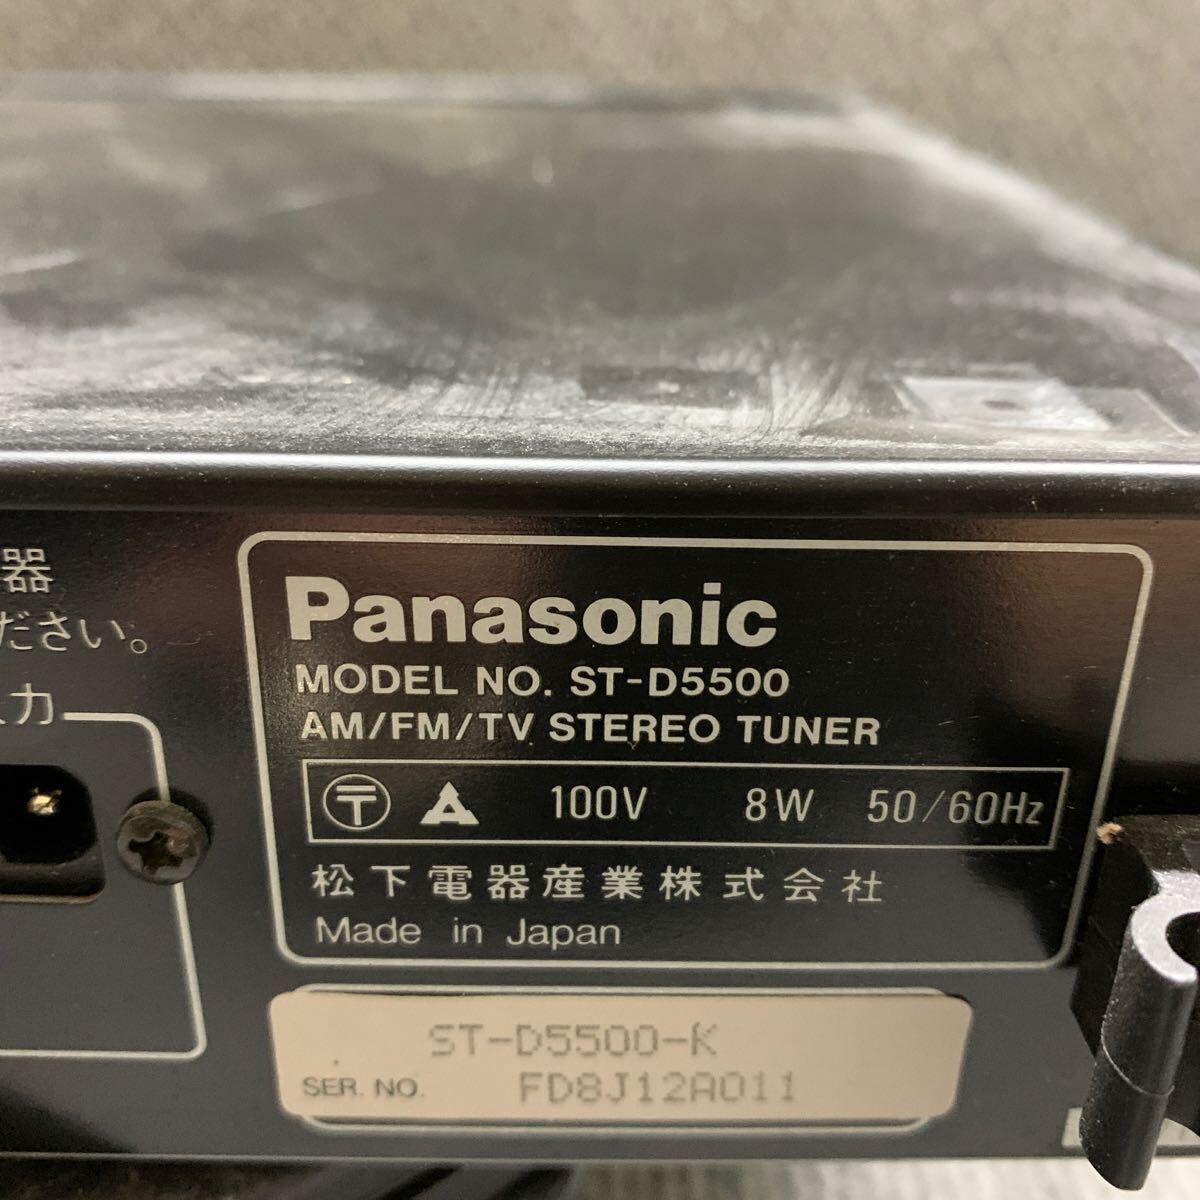 器
ださい。
力
Panasonic
MODEL NO. ST-D5500
AM/FM/TV STEREO TUNER
〒 100V 8W 50/60Hz
松下電器産業株式会社
Made in Japan
ST-D5500-K
SER. NO. FD8J12A011